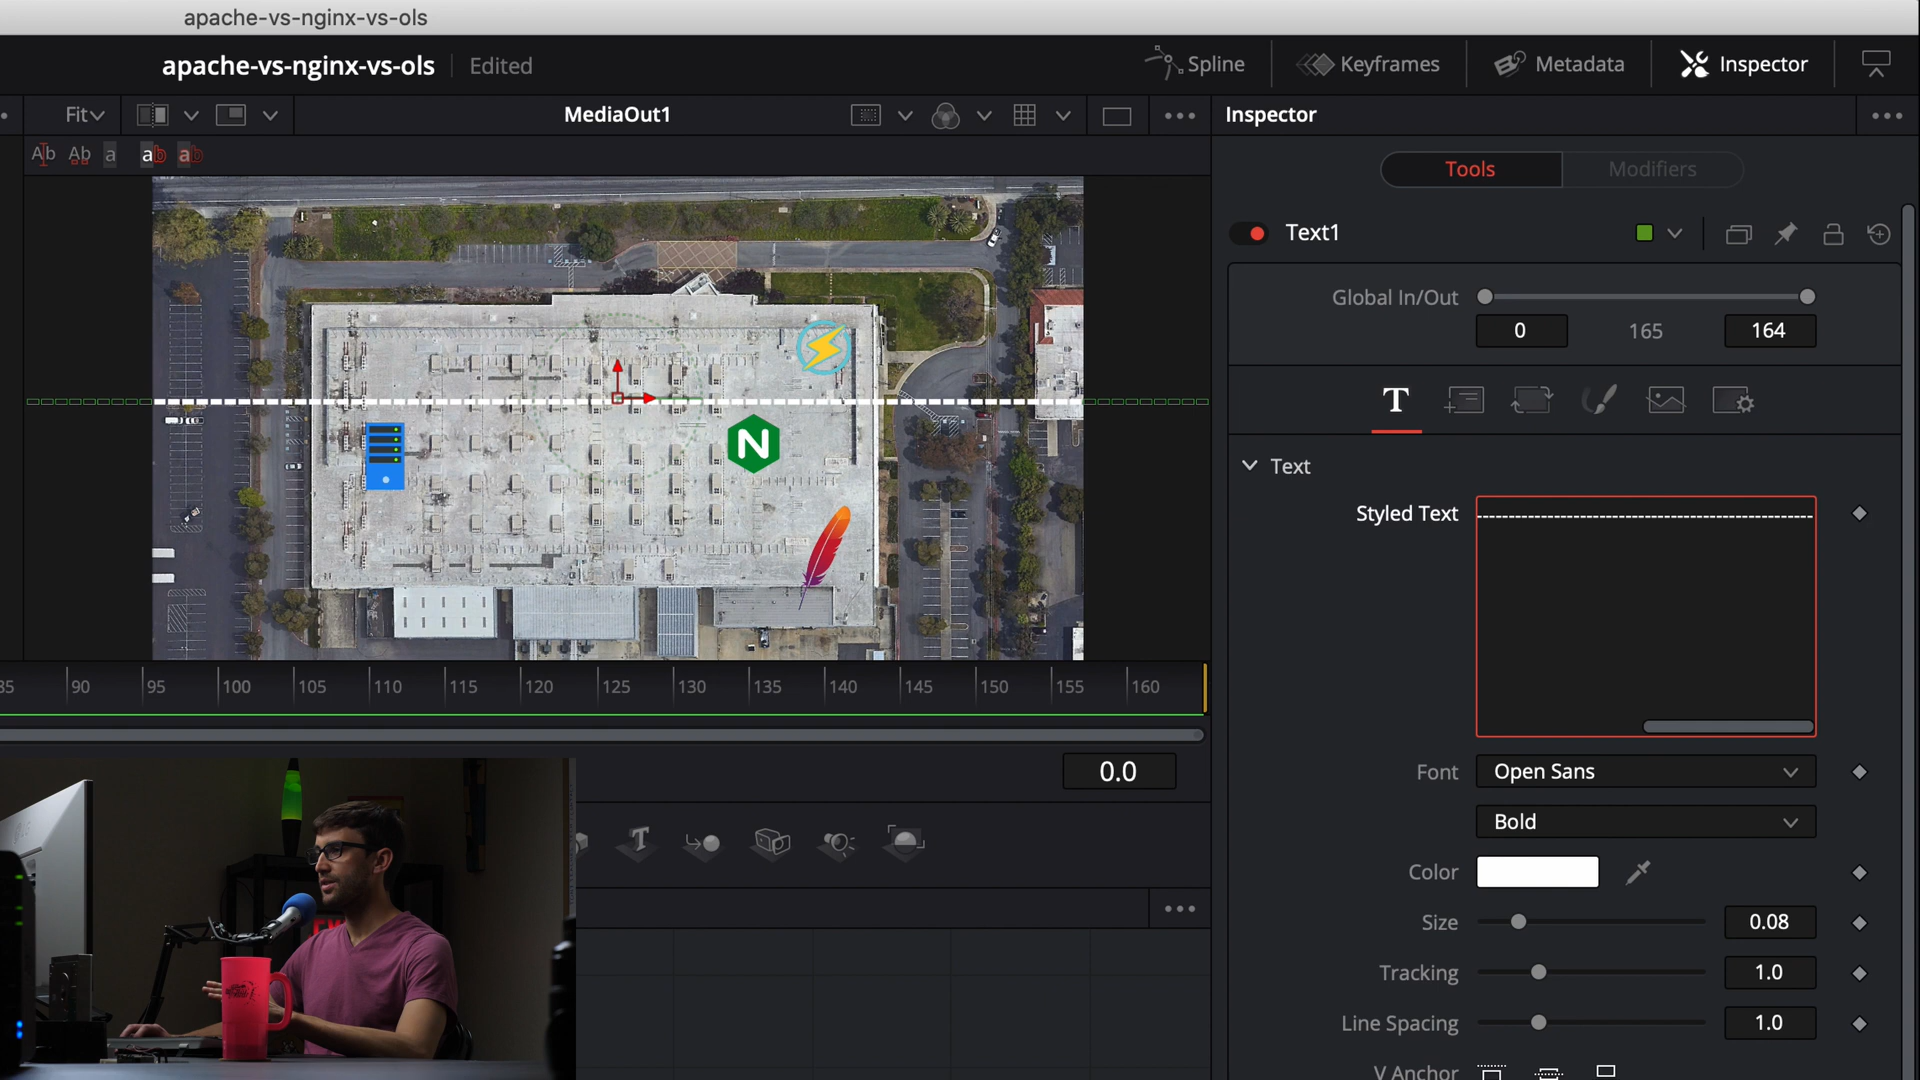 apache-vs-nginx-vs-ols
apache-vs-nginx-vs-ols Edited
Spline Keyframes Metadata Inspector
Fit MediaOut1 Inspector
Ab Ab a ab ab
Tools Modifiers
Text1
Global In/Out
0 165 164
T
Text
Styled Text
--------------------------------
N
85 90 95 100 105 110 115 120 125 130 135 140 145 150 155 160
0.0
Font Open Sans
Bold
Color
Size 0.08
Tracking 1.0
Line Spacing 1.0
V Anchor
T